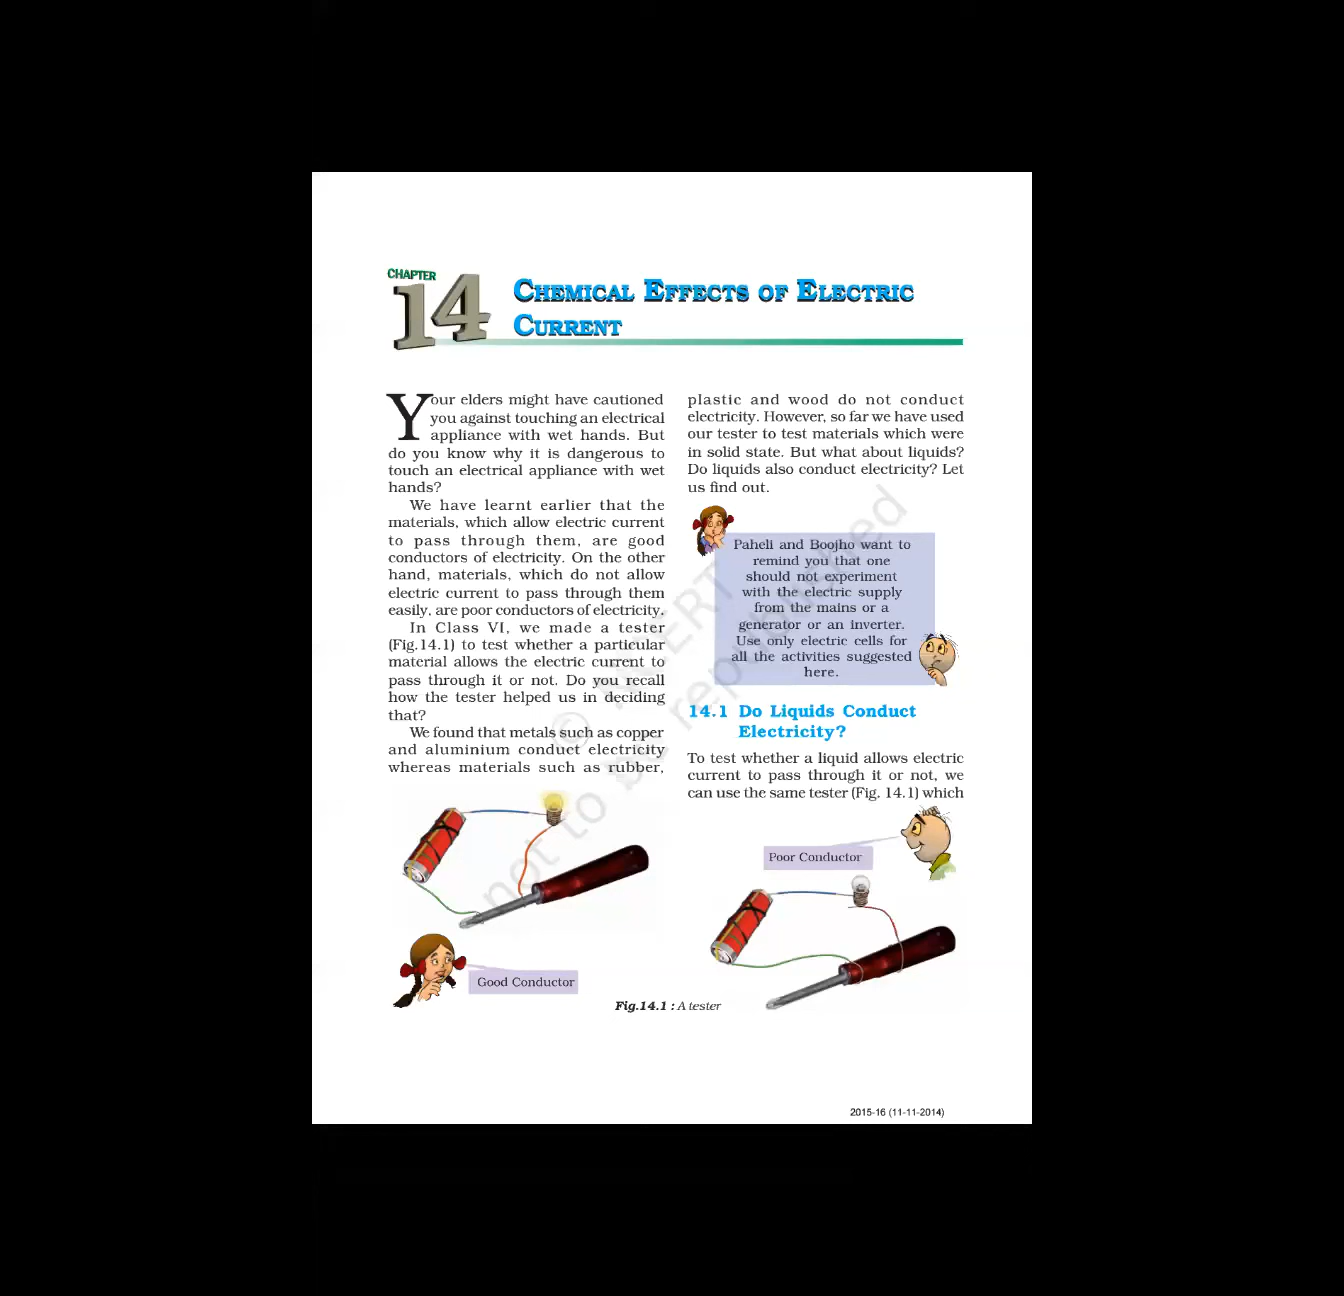 CHAPTER
14
CHEMICAL EFFECTS OF ELECTRIC
CURRENT
Your elders might have cautioned
you against touching an electrical
appliance with wet hands. But
do you know why it is dangerous to
touch an electrical appliance with wet
hands?
We have learnt earlier that the
materials, which allow electric current
to pass through them, are good
conductors of electricity. On the other
hand, materials, which do not allow
electric current to pass through them
easily, are poor conductors of electricity.
In Class VI, we made a tester
(Fig.14.1) to test whether a particular
material allows the electric current to
pass through it or not. Do you recall
how the tester helped us in deciding
that?
We found that metals such as copper
and aluminium conduct electricity
whereas materials such as rubber,
plastic and wood do not conduct
electricity. However, so far we have used
our tester to test materials which were
in solid state. But what about liquids?
Do liquids also conduct electricity? Let
us find out.
Paheli and Boojho want to
remind you that one
should not experiment
with the electric supply
from the mains or a
generator or an inverter.
Use only electric cells for
all the activities suggested
here.
14.1 Do Liquids Conduct
Electricity?
To test whether a liquid allows electric
current to pass through it or not, we
can use the same tester (Fig. 14.1) which
Poor Conductor
Good Conductor
Fig.14.1 : A tester
© NCERT
not to be republished
2015-16 (11-11-2014)